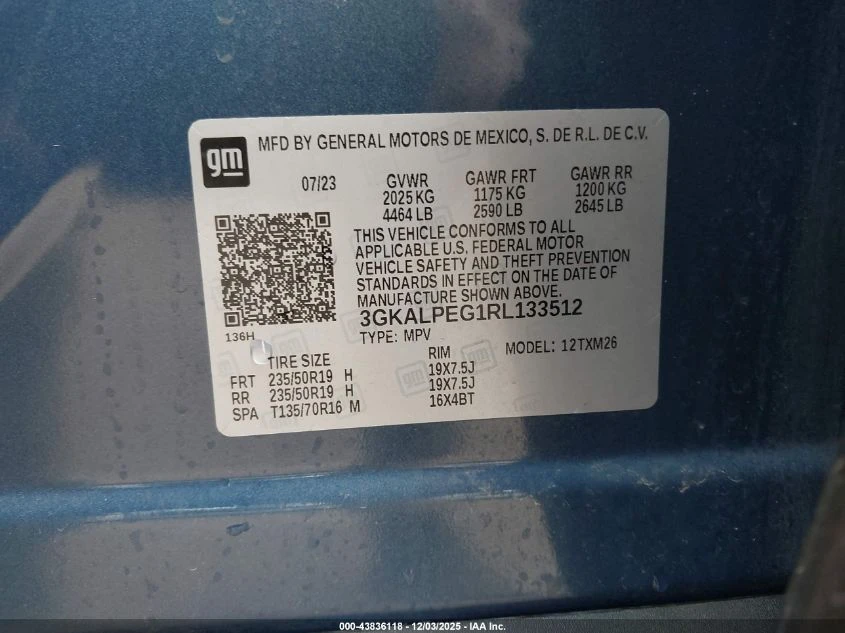 gm
MFD BY GENERAL MOTORS DE MEXICO, S. DE R.L. DE C.V.
07/23 GVWR GAWR FRT GAWR RR
2025 KG 1175 KG 1200 KG
4464 LB 2590 LB 2645 LB
THIS VEHICLE CONFORMS TO ALL
APPLICABLE U.S. FEDERAL MOTOR
VEHICLE SAFETY AND THEFT PREVENTION
STANDARDS IN EFFECT ON THE DATE OF
MANUFACTURE SHOWN ABOVE.
3GKALPEG1RL133512
136H
TYPE: MPV MODEL: 12TXM26
TIRE SIZE RIM
FRT 235/50R19 H 19X7.5J
RR 235/50R19 H 19X7.5J
SPA T135/70R16 M 16X4BT
000-43836118 - 12/03/2025 - IAA Inc.